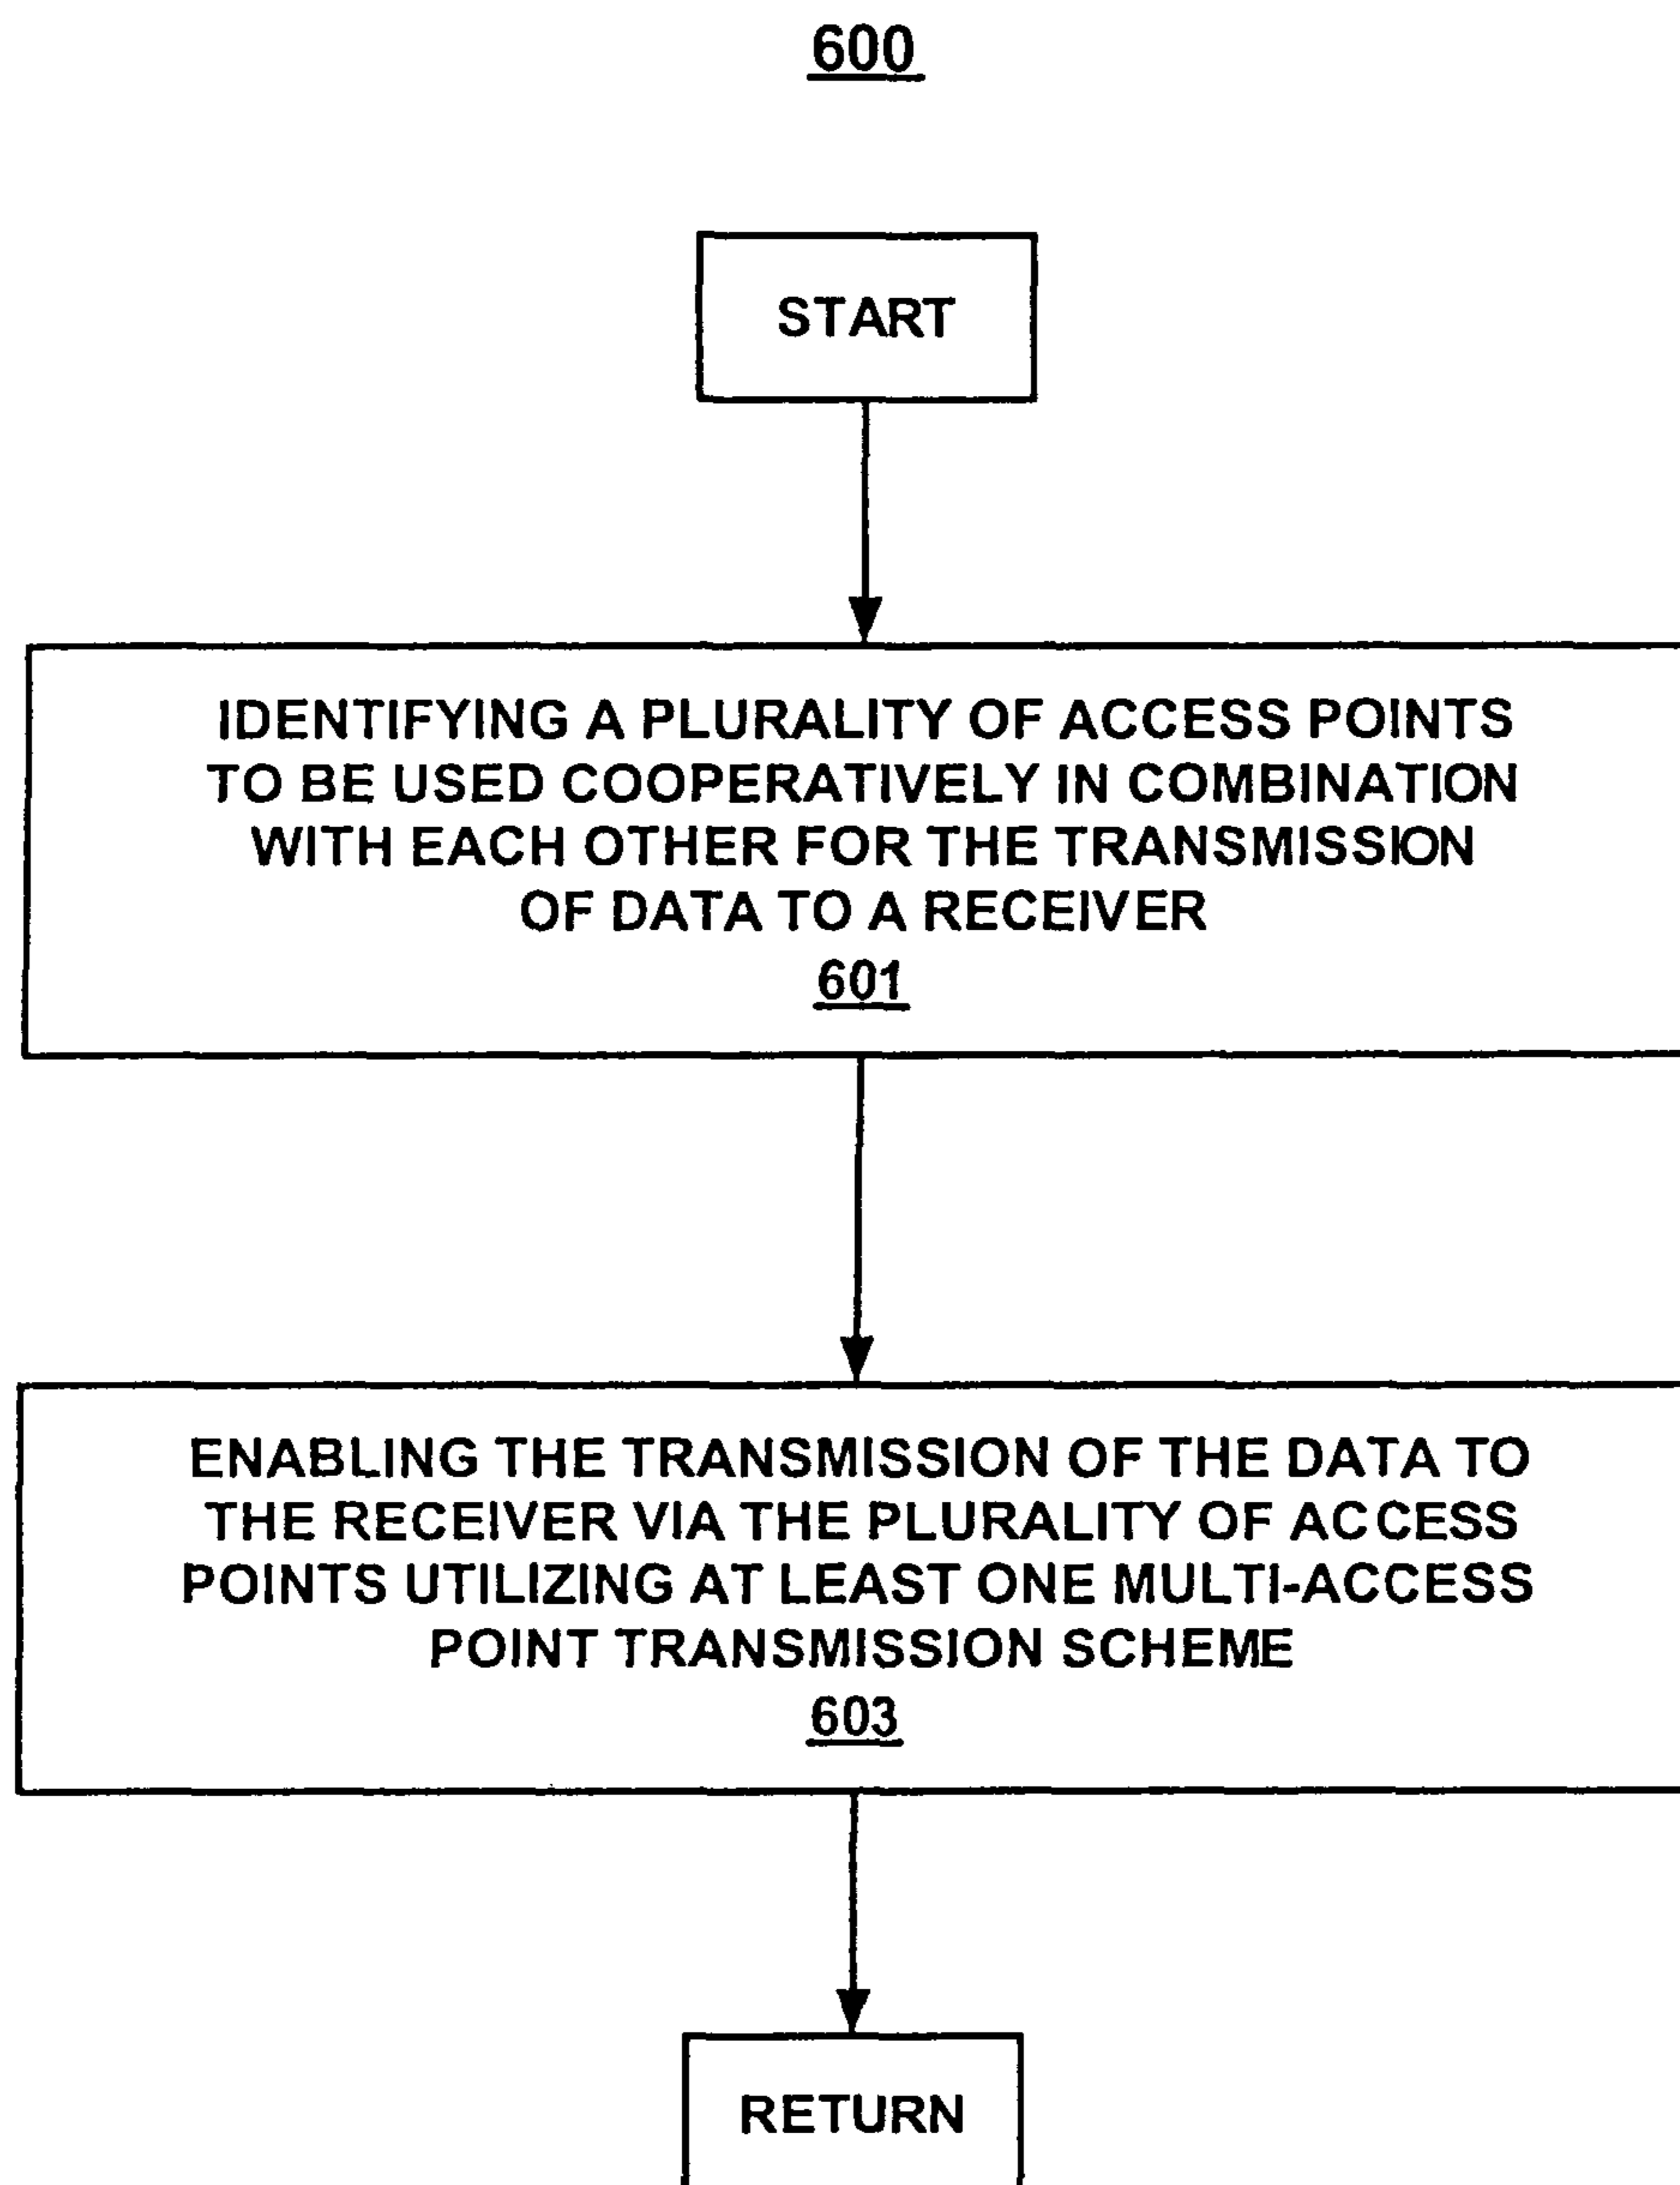 600
START
IDENTIFYING A PLURALITY OF ACCESS POINTS
TO BE USED COOPERATIVELY IN COMBINATION
WITH EACH OTHER FOR THE TRANSMISSION
OF DATA TO A RECEIVER
601
ENABLING THE TRANSMISSION OF THE DATA TO
THE RECEIVER VIA THE PLURALITY OF ACCESS
POINTS UTILIZING AT LEAST ONE MULTI-ACCESS
POINT TRANSMISSION SCHEME
603
RETURN